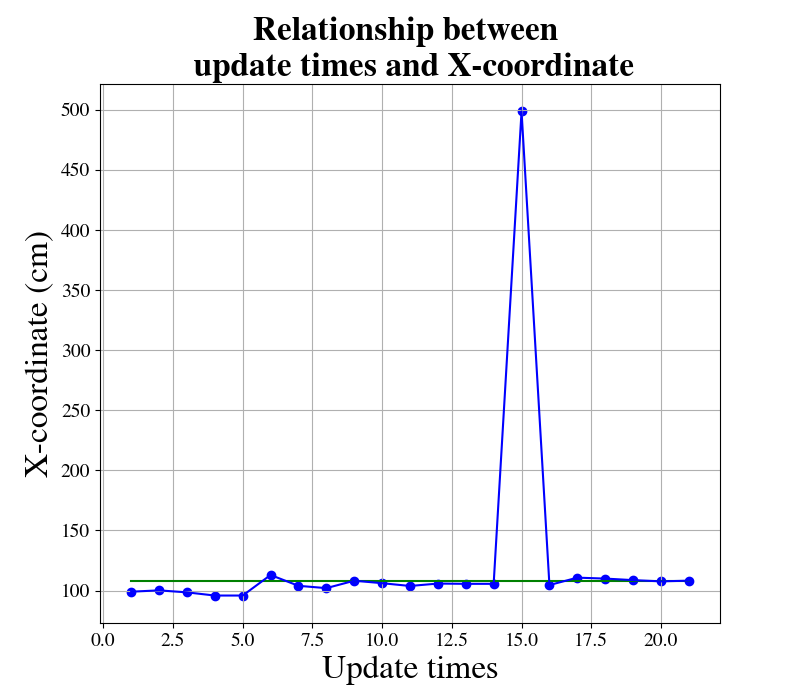 Relationship between
update times and X-coordinate
X-coordinate (cm)
500
450
400
350
300
250
200
150
100
0.0 2.5 5.0 7.5 10.0 12.5 15.0 17.5 20.0
Update times